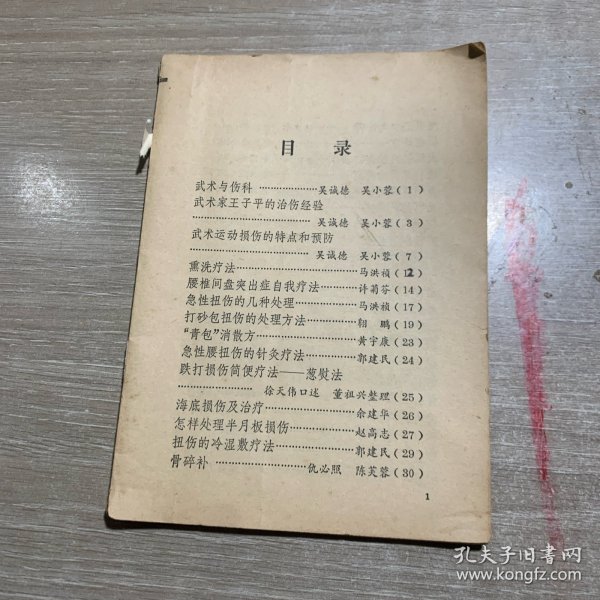 目录
武术与伤科………………吴诚德 吴小蓉(1)
武术家王子平的治伤经验
………………………吴诚德 吴小蓉(3)
武术运动损伤的特点和预防
………………………吴诚德 吴小蓉(7)
熏洗疗法………………………马洪祯(12)
腰椎间盘突出症自我疗法………许菊芬(14)
急性扭伤的几种处理……………马洪祯(17)
打砂包扭伤的处理方法…………鹏(19)
“青包”消散方……………………黄宇康(23)
急性腰扭伤的针灸疗法…………郭建民(24)
跌打损伤简便疗法——葱熨法
………………徐天伟口述 董祖兴整理(25)
海底损伤及治疗…………………余建华(26)
怎样处理半月板损伤……………赵高志(27)
扭伤的冷湿敷疗法………………郭建民(29)
骨碎补………………………仇必照 陈芙蓉(30)
1
孔夫子旧书网
www.kongfz.com